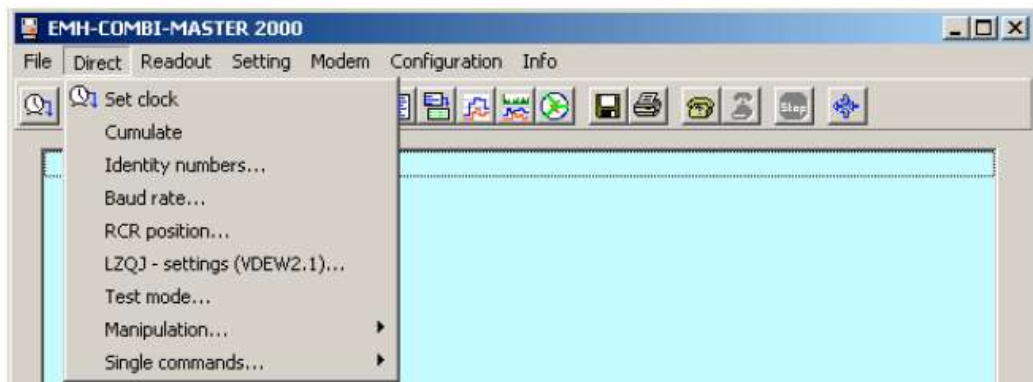 EMH-COMBI-MASTER 2000
File Direct Readout Setting Modem Configuration Info
Set clock
Cumulate
Identity numbers...
Baud rate...
RCR position...
LZQJ - settings (VDEW2.1)...
Test mode...
Manipulation...
Single commands...
Stop